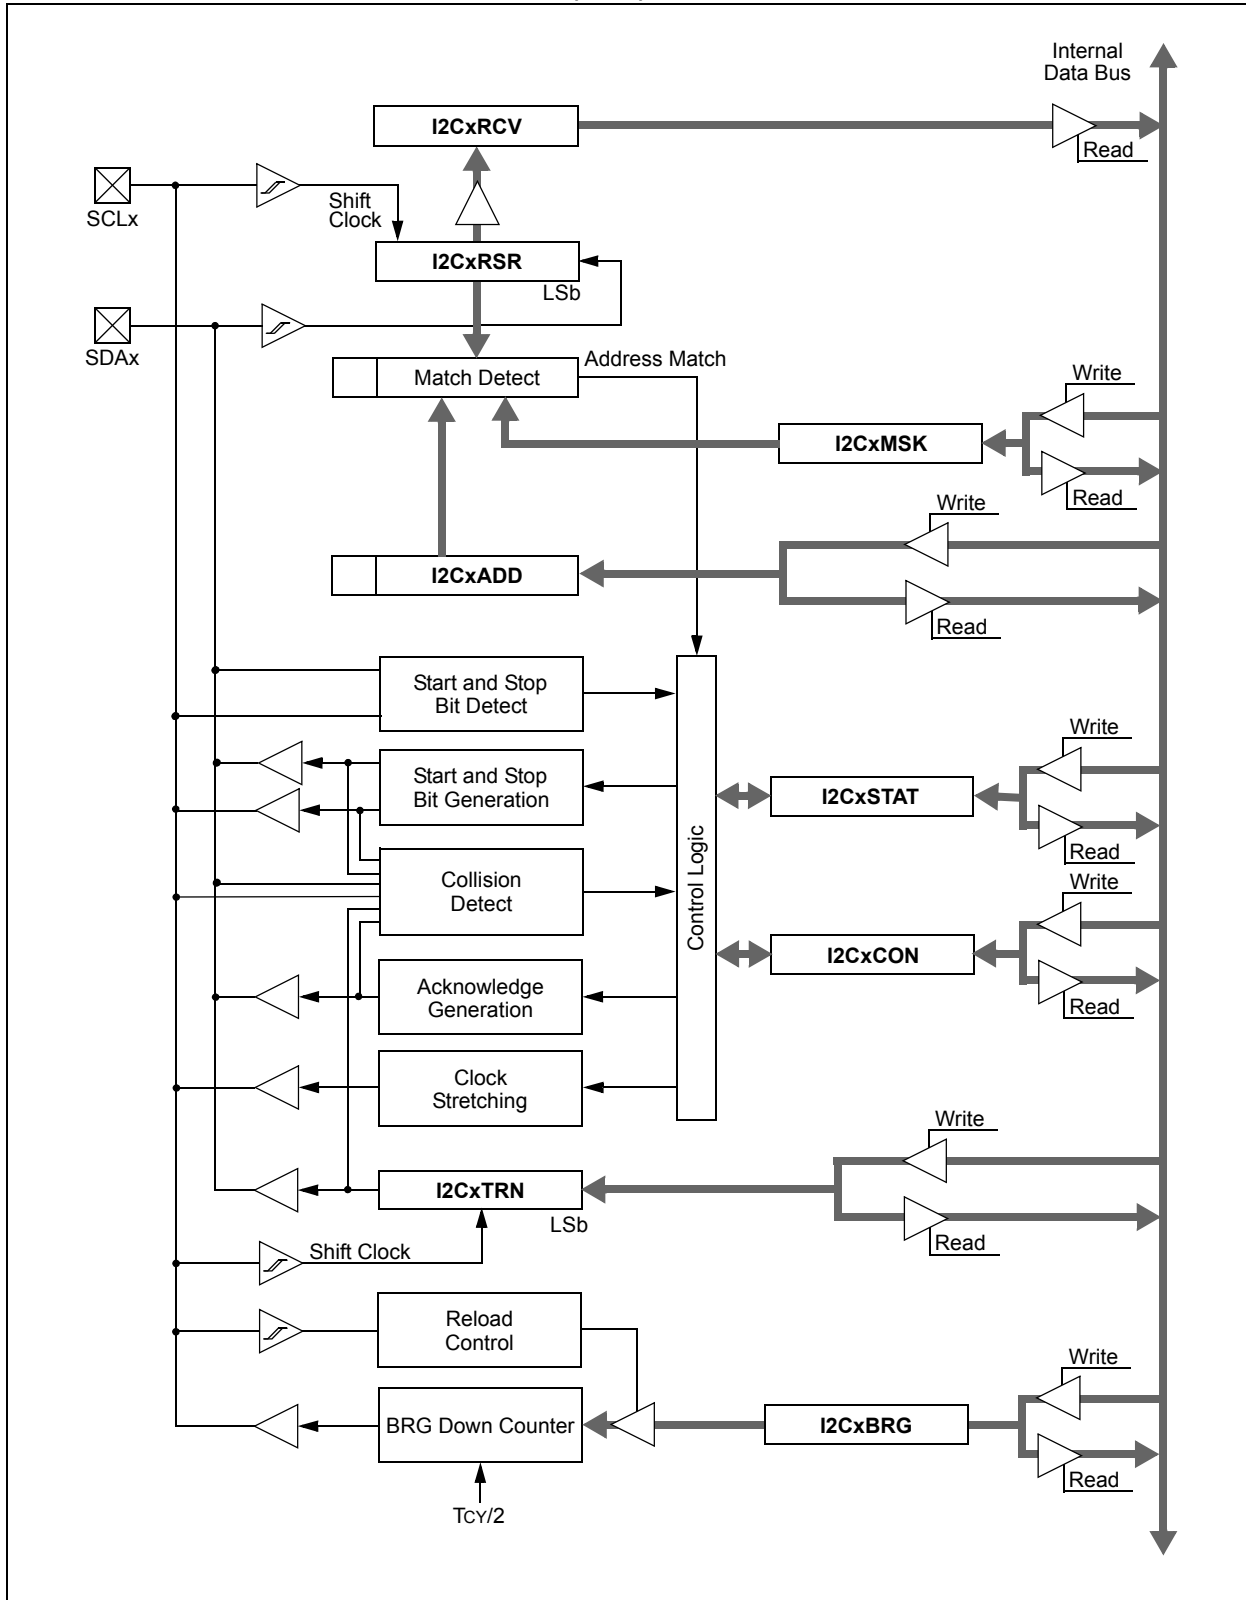 Internal
Data Bus
I2CxRCV
Read
SCLx
Shift
Clock
I2CxRSR
LSb
SDAx
Match Detect
Address Match
Write
I2CxMSK
Read
Write
I2CxADD
Read
Start and Stop
Bit Detect
Write
Start and Stop
Bit Generation
I2CxSTAT
Read
Control Logic
Collision
Detect
Write
I2CxCON
Read
Acknowledge
Generation
Clock
Stretching
Write
I2CxTRN
LSb
Read
Shift Clock
Reload
Control
Write
BRG Down Counter
I2CxBRG
Read
TCY/2